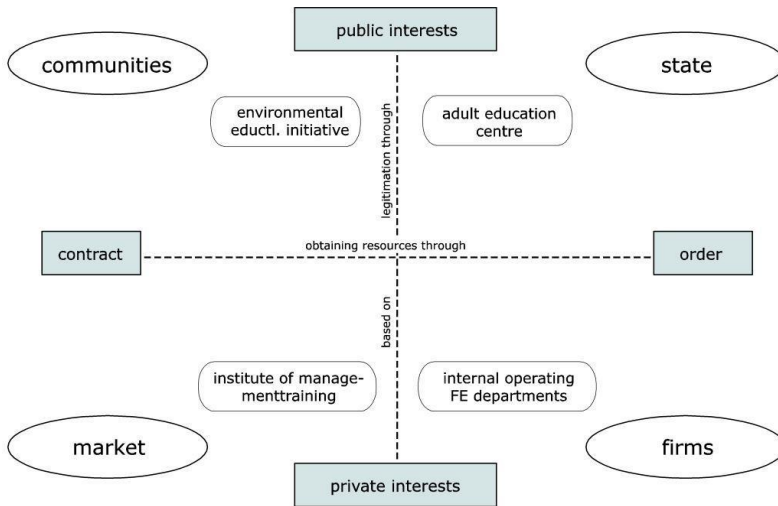 public interests
communities
state
environmental
eductl. initiative
adult education
centre
legitimation through
contract
obtaining resources through
order
based on
institute of manage-
menttraining
internal operating
FE departments
market
firms
private interests